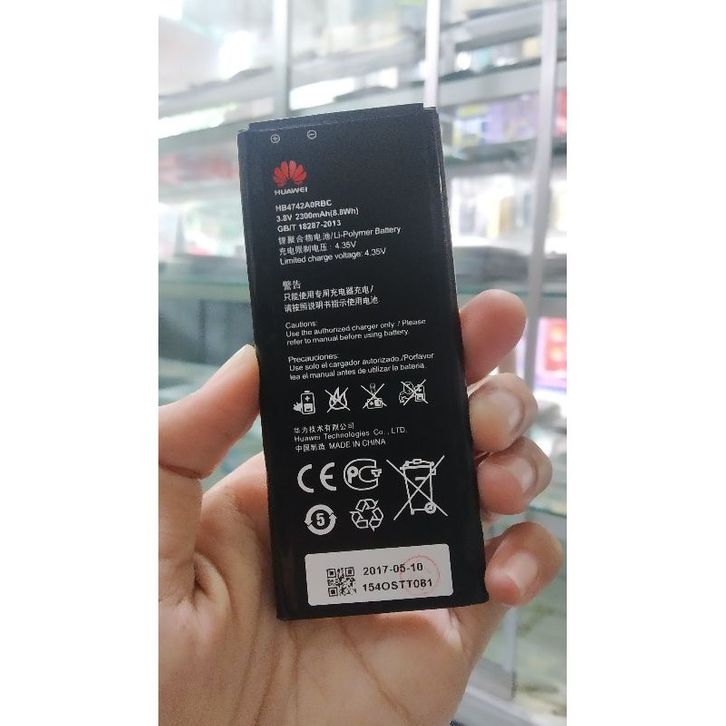 HUAWEI
HB4742A0RBC
3.8V 2300mAh(8.8Wh)
GB/T 18287-2013
锂聚合物电池/Li-Polymer Battery
充电限制电压：4.35V
Limited charge voltage: 4.35V
警告
只能使用专用充电器充电/
请按照说明书指示使用电池
Cautions:
Use the authorized charger only / Please
refer to manual before using battery.
Precauciones:
Use solo el cargador autorizado./Porfavor
lea el manual antes de utilizar la bateria.
华为技术有限公司
Huawei Technologies Co., LTD.
中国制造 MADE IN CHINA
CE
5
2017-05-10
154OSTT081